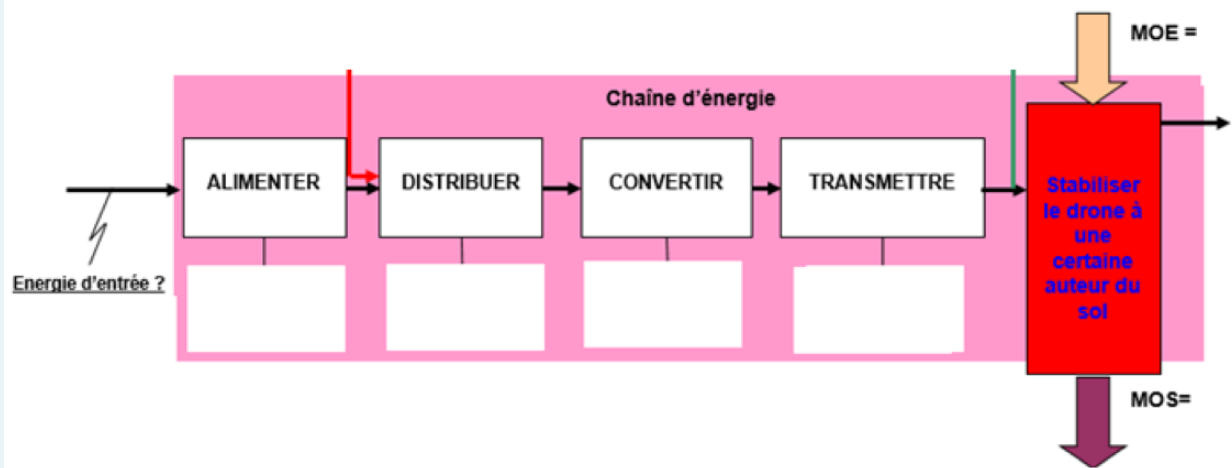 MOE =
Chaîne d'énergie
ALIMENTER
DISTRIBUER
CONVERTIR
TRANSMETTRE
Stabiliser
le drone à
une
certaine
auteur du
sol
Energie d'entrée ?
MOS=